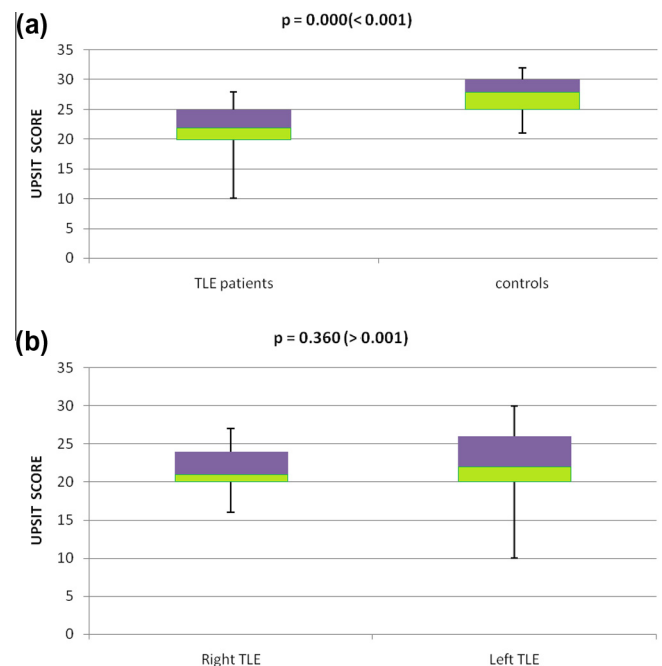 (a)
p = 0.000(< 0.001)
35
30
25
20
15
10
5
0
UPSIT SCORE
TLE patients controls
(b)
p = 0.360 (> 0.001)
35
30
25
20
15
10
5
0
UPSIT SCORE
Right TLE Left TLE